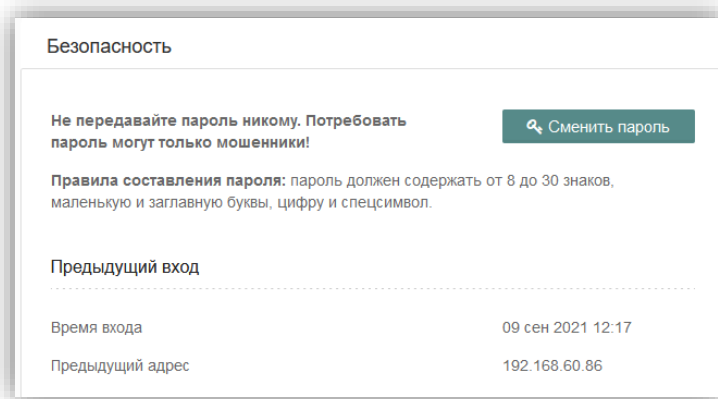 Безопасность
Не передавайте пароль никому. Потребовать
пароль могут только мошенники!
Сменить пароль
Правила составления пароля: пароль должен содержать от 8 до 30 знаков,
маленькую и заглавную буквы, цифру и спецсимвол.
Предыдущий вход
Время входа 09 сен 2021 12:17
Предыдущий адрес 192.168.60.86